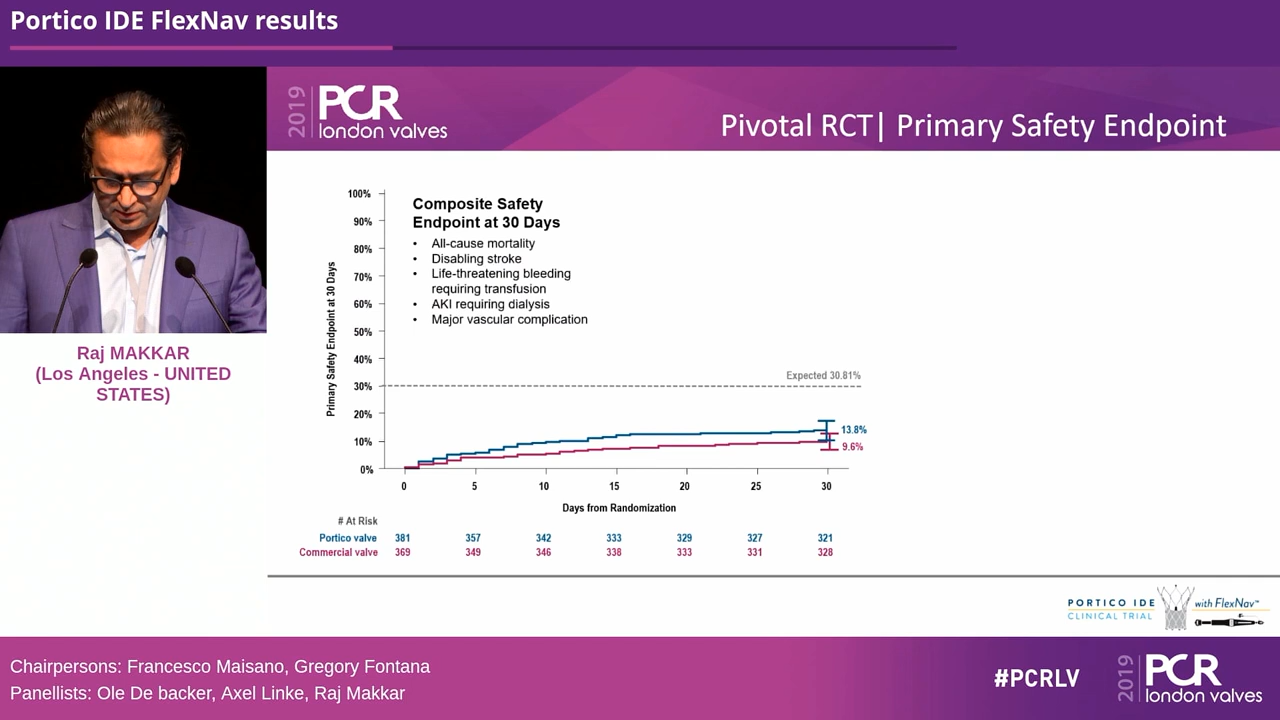 Portico IDE FlexNav results
2019
PCR
london valves
Pivotal RCT| Primary Safety Endpoint
Raj MAKKAR
(Los Angeles - UNITED
STATES)
Primary Safety Endpoint at 30 Days
100%
90%
80%
70%
60%
50%
40%
30%
20%
10%
0%
Composite Safety
Endpoint at 30 Days
• All-cause mortality
• Disabling stroke
• Life-threatening bleeding
requiring transfusion
• AKI requiring dialysis
• Major vascular complication
Expected 30.81%
13.8%
9.6%
0 5 10 15 20 25 30
Days from Randomization
# At Risk
Portico valve 381 357 342 333 329 327 321
Commercial valve 369 349 346 338 333 331 328
PORTICO IDE
CLINICAL TRIAL
with FlexNav™
Chairpersons: Francesco Maisano, Gregory Fontana
Panellists: Ole De backer, Axel Linke, Raj Makkar
#PCRLV
2019
PCR
london valves